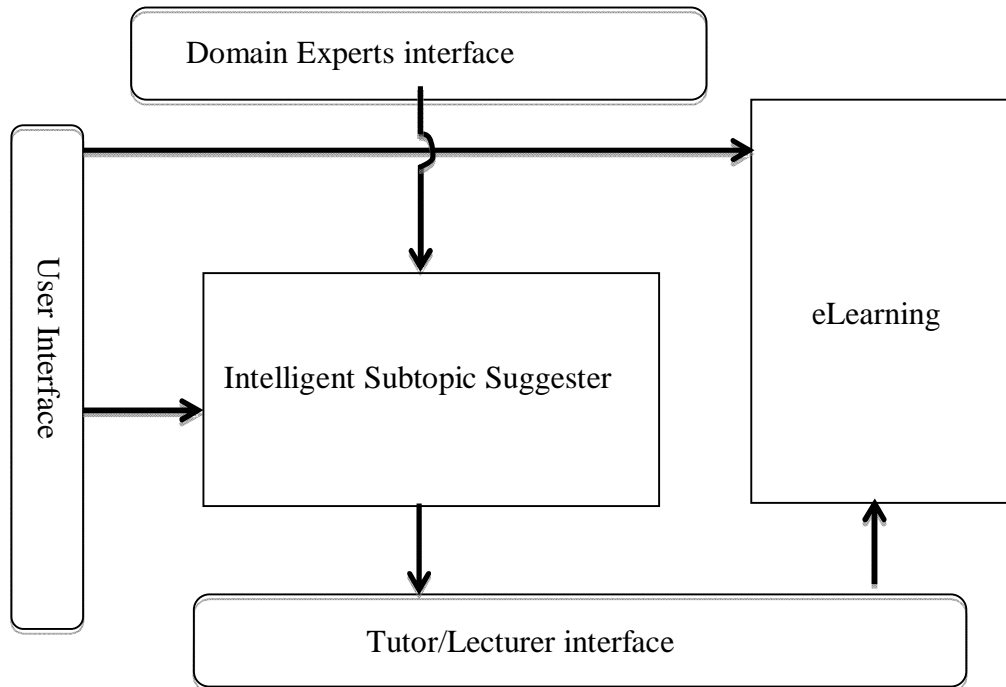 Domain Experts interface
User Interface
eLearning
Intelligent Subtopic Suggester
Tutor/Lecturer interface